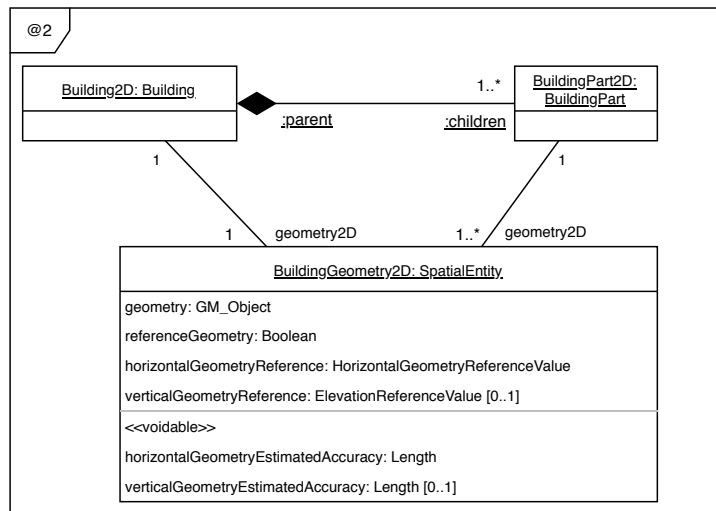 @2
Building2D: Building
1..*
BuildingPart2D:
BuildingPart
:parent
:children
1
1
1
geometry2D
1..*
geometry2D
BuildingGeometry2D: SpatialEntity
geometry: GM_Object
referenceGeometry: Boolean
horizontalGeometryReference: HorizontalGeometryReferenceValue
verticalGeometryReference: ElevationReferenceValue [0..1]
<<voidable>>
horizontalGeometryEstimatedAccuracy: Length
verticalGeometryEstimatedAccuracy: Length [0..1]